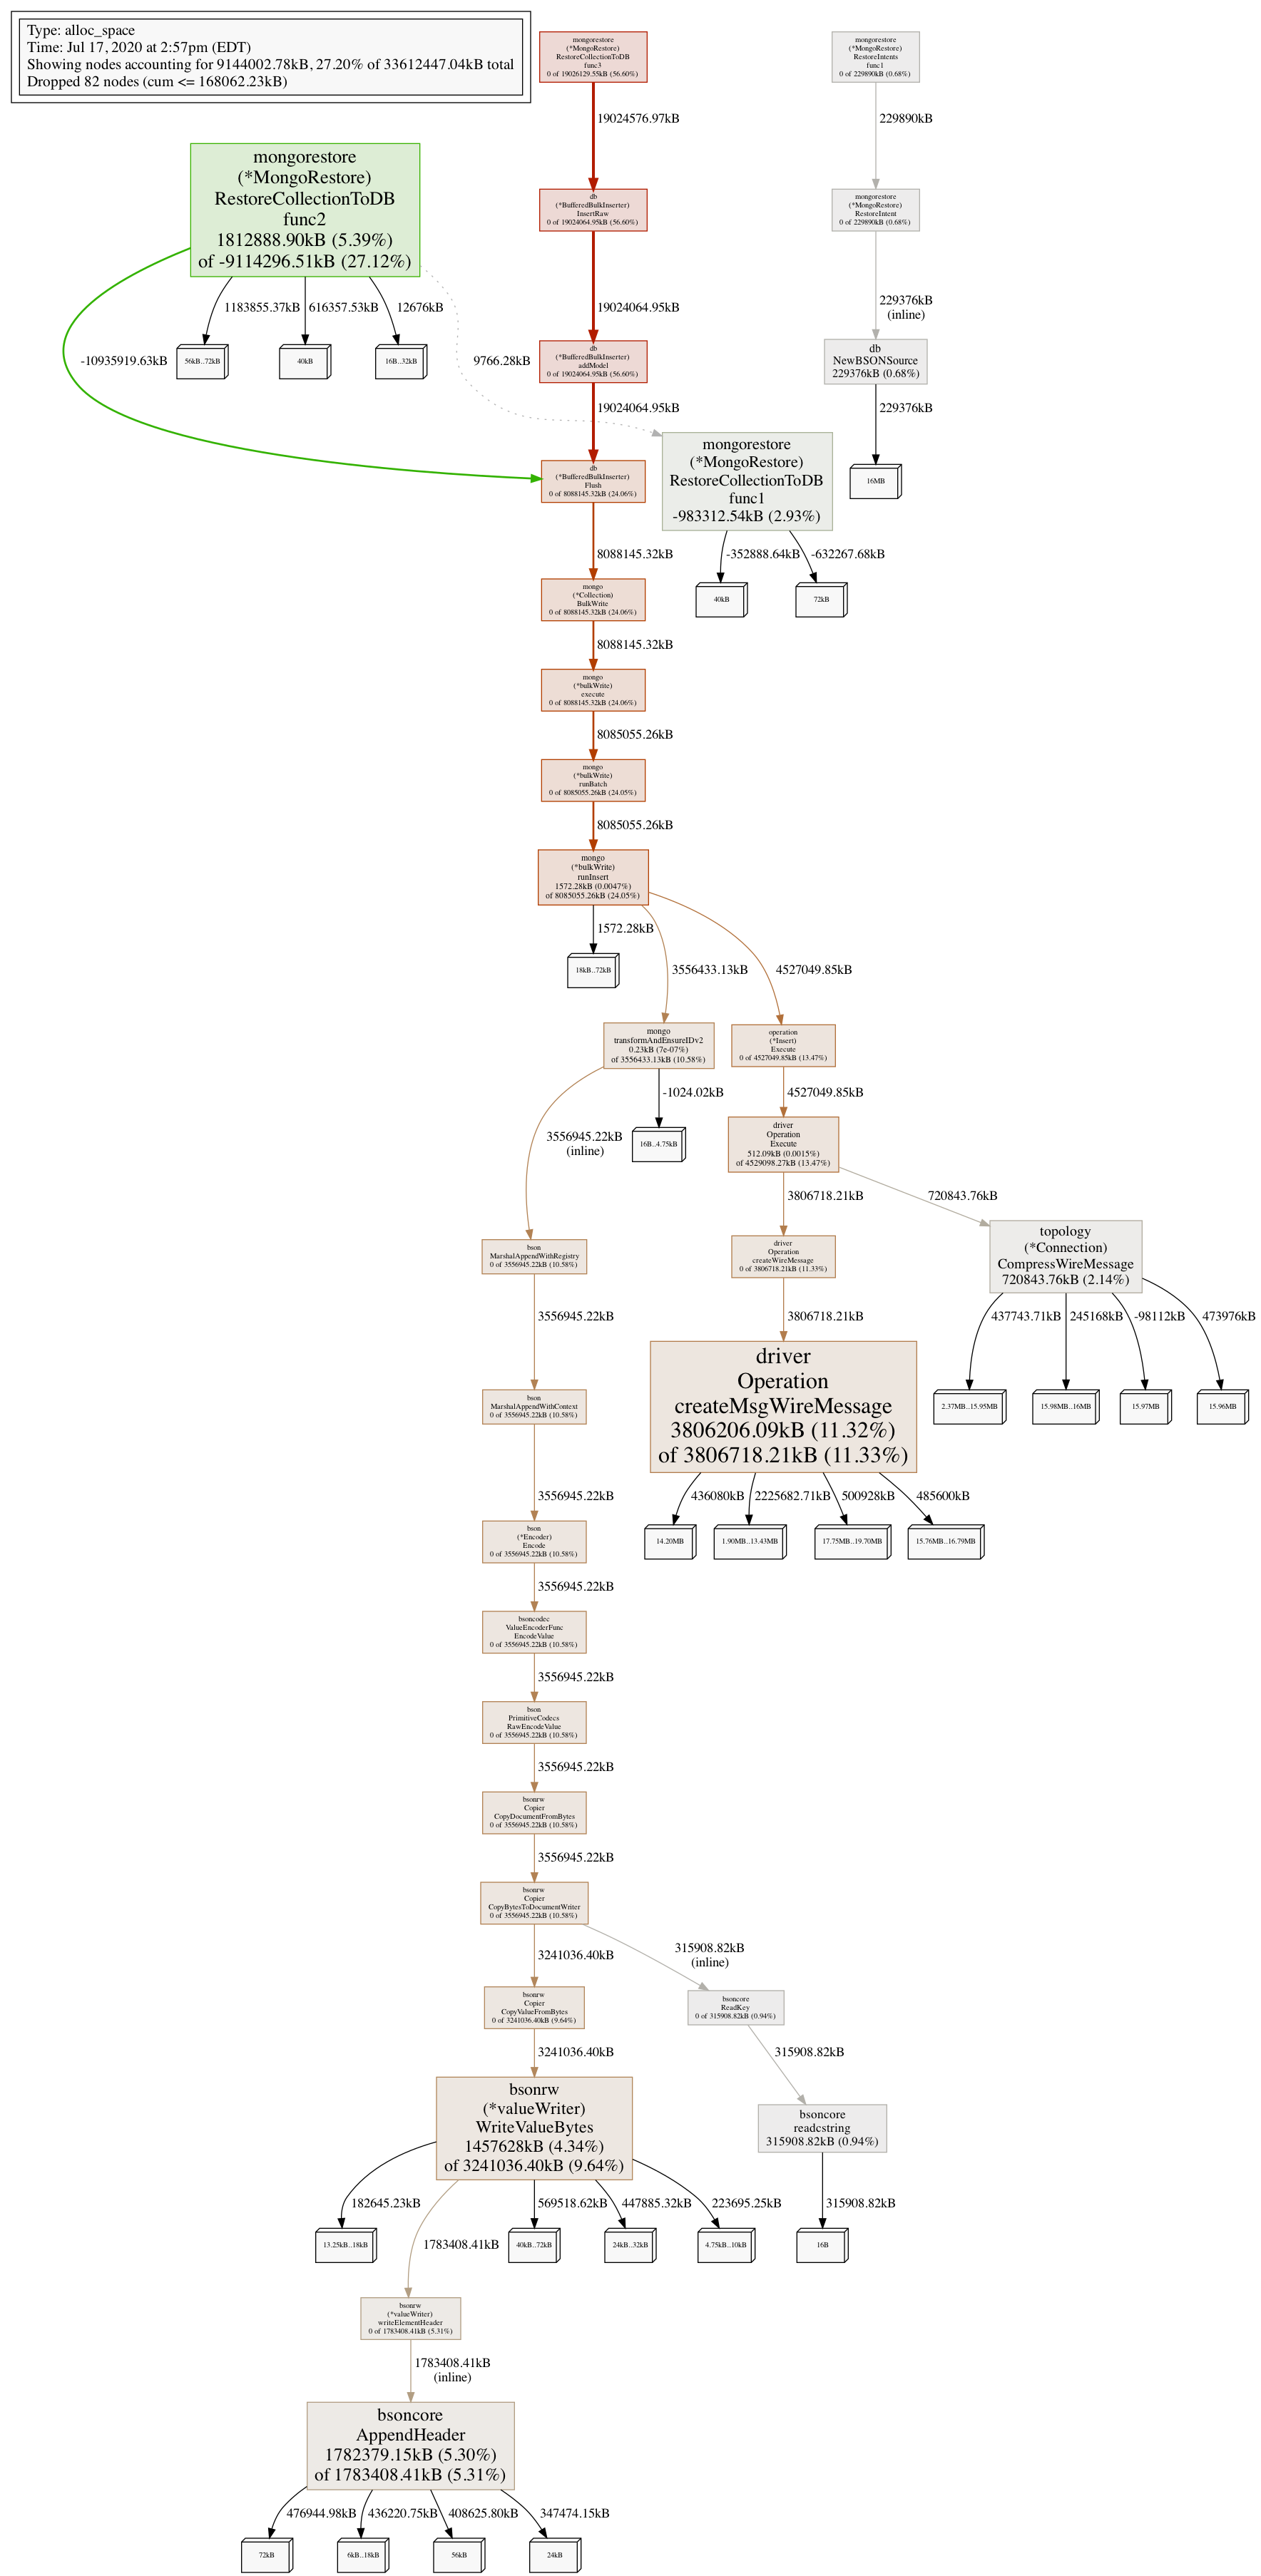 Type: alloc_space
Time: Jul 17, 2020 at 2:57pm (EDT)
Showing nodes accounting for 9144002.78kB, 27.20% of 33612447.04kB total
Dropped 82 nodes (cum <= 168062.23kB)
mongorestore
(*MongoRestore)
RestoreCollectionToDB
func3
0 of 19026129.55kB (56.60%)
mongorestore
(*MongoRestore)
RestoreIntents
func1
0 of 229890kB (0.68%)
19024576.97kB
229890kB
mongorestore
(*MongoRestore)
RestoreCollectionToDB
func2
1812888.90kB (5.39%)
of -9114296.51kB (27.12%)
db
(*BufferedBulkInserter)
InsertRaw
0 of 19024064.95kB (56.60%)
mongorestore
(*MongoRestore)
RestoreIntent
0 of 229890kB (0.68%)
-10935919.63kB
1183855.37kB
616357.53kB
12676kB
9766.28kB
19024064.95kB
229376kB
(inline)
56kB..72kB
40kB
16B..32kB
db
(*BufferedBulkInserter)
addModel
0 of 19024064.95kB (56.60%)
db
NewBSONSource
229376kB (0.68%)
19024064.95kB
229376kB
db
(*BufferedBulkInserter)
Flush
0 of 8088145.32kB (24.06%)
mongorestore
(*MongoRestore)
RestoreCollectionToDB
func1
-983312.54kB (2.93%)
16MB
8088145.32kB
-352888.64kB
-632267.68kB
mongo
(*Collection)
BulkWrite
0 of 8088145.32kB (24.06%)
40kB
72kB
8088145.32kB
mongo
(*bulkWrite)
execute
0 of 8088145.32kB (24.06%)
8085055.26kB
mongo
(*bulkWrite)
runBatch
0 of 8085055.26kB (24.05%)
8085055.26kB
mongo
(*bulkWrite)
runInsert
1572.28kB (0.0047%)
of 8085055.26kB (24.05%)
1572.28kB
3556433.13kB
4527049.85kB
18kB..72kB
mongo
transformAndEnsureIDv2
0.23kB (7e-07%)
of 3556433.13kB (10.58%)
operation
(*Insert)
Execute
0 of 4527049.85kB (13.47%)
3556945.22kB
(inline)
-1024.02kB
4527049.85kB
16B..4.75kB
driver
Operation
Execute
512.09kB (0.0015%)
of 4529098.27kB (13.47%)
3806718.21kB
720843.76kB
bson
MarshalAppendWithRegistry
0 of 3556945.22kB (10.58%)
driver
Operation
createWireMessage
0 of 3806718.21kB (11.33%)
topology
(*Connection)
CompressWireMessage
720843.76kB (2.14%)
3556945.22kB
3806718.21kB
437743.71kB
245168kB
-98112kB
473976kB
bson
MarshalAppendWithContext
0 of 3556945.22kB (10.58%)
driver
Operation
createMsgWireMessage
3806206.09kB (11.32%)
of 3806718.21kB (11.33%)
2.37MB..15.95MB
15.98MB..16MB
15.97MB
15.96MB
3556945.22kB
436080kB
2225682.71kB
500928kB
485600kB
bson
(*Encoder)
Encode
0 of 3556945.22kB (10.58%)
14.20MB
1.90MB..13.43MB
17.75MB..19.70MB
15.76MB..16.79MB
3556945.22kB
bsoncodec
ValueEncoderFunc
EncodeValue
0 of 3556945.22kB (10.58%)
3556945.22kB
bson
PrimitiveCodecs
RawEncodeValue
0 of 3556945.22kB (10.58%)
3556945.22kB
bsonrw
Copier
CopyDocumentFromBytes
0 of 3556945.22kB (10.58%)
3556945.22kB
bsonrw
Copier
CopyBytesToDocumentWriter
0 of 3556945.22kB (10.58%)
3241036.40kB
315908.82kB
(inline)
bsonrw
Copier
CopyValueFromBytes
0 of 3241036.40kB (9.64%)
bsoncore
ReadKey
0 of 315908.82kB (0.94%)
3241036.40kB
315908.82kB
bsonrw
(*valueWriter)
WriteValueBytes
1457628kB (4.34%)
of 3241036.40kB (9.64%)
bsoncore
readcstring
315908.82kB (0.94%)
182645.23kB
1783408.41kB
569518.62kB
447885.32kB
223695.25kB
315908.82kB
13.25kB..18kB
40kB..72kB
24kB..32kB
4.75kB..10kB
16B
bsonrw
(*valueWriter)
writeElementHeader
0 of 1783408.41kB (5.31%)
1783408.41kB
(inline)
bsoncore
AppendHeader
1782379.15kB (5.30%)
of 1783408.41kB (5.31%)
476944.98kB
436220.75kB
408625.80kB
347474.15kB
72kB
6kB..18kB
56kB
24kB